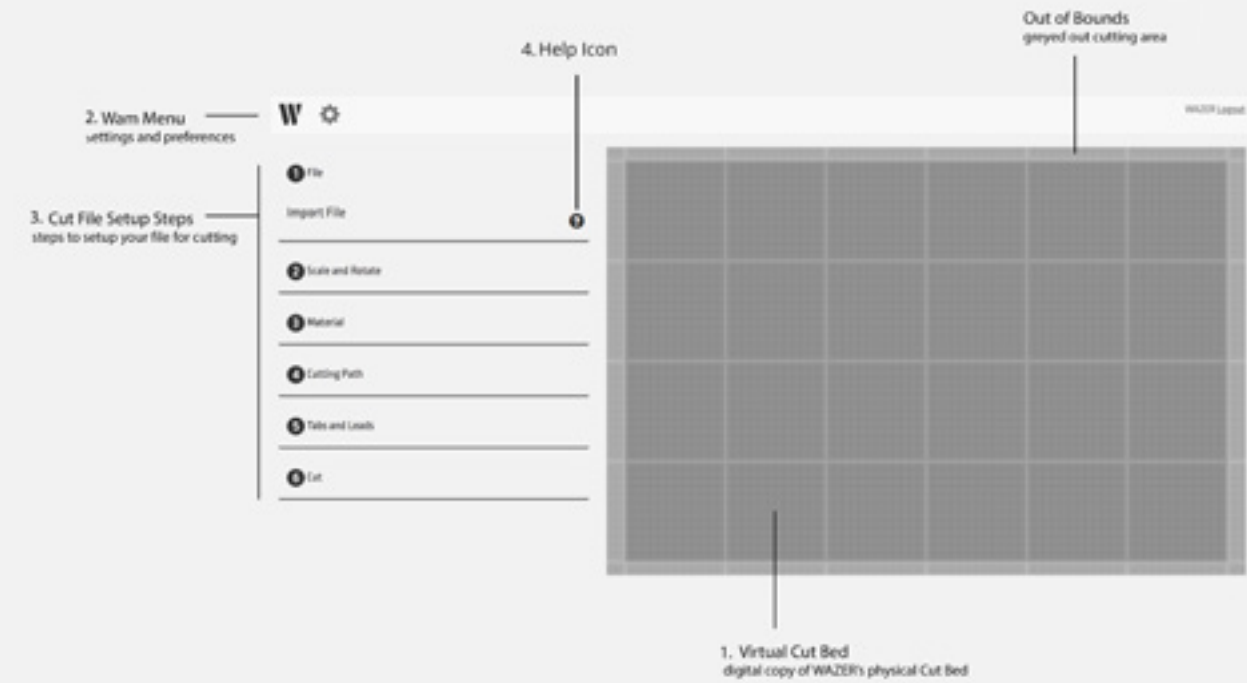 Out of Bounds
greyed out cutting area
4. Help Icon
2. Wam Menu
settings and preferences
W
WAZER Logout
1 File
Import File
?
3. Cut File Setup Steps
steps to setup your file for cutting
2 Scale and Rotate
3 Material
4 Cutting Path
5 Tabs and Leads
6 Cut
1. Virtual Cut Bed
digital copy of WAZER's physical Cut Bed